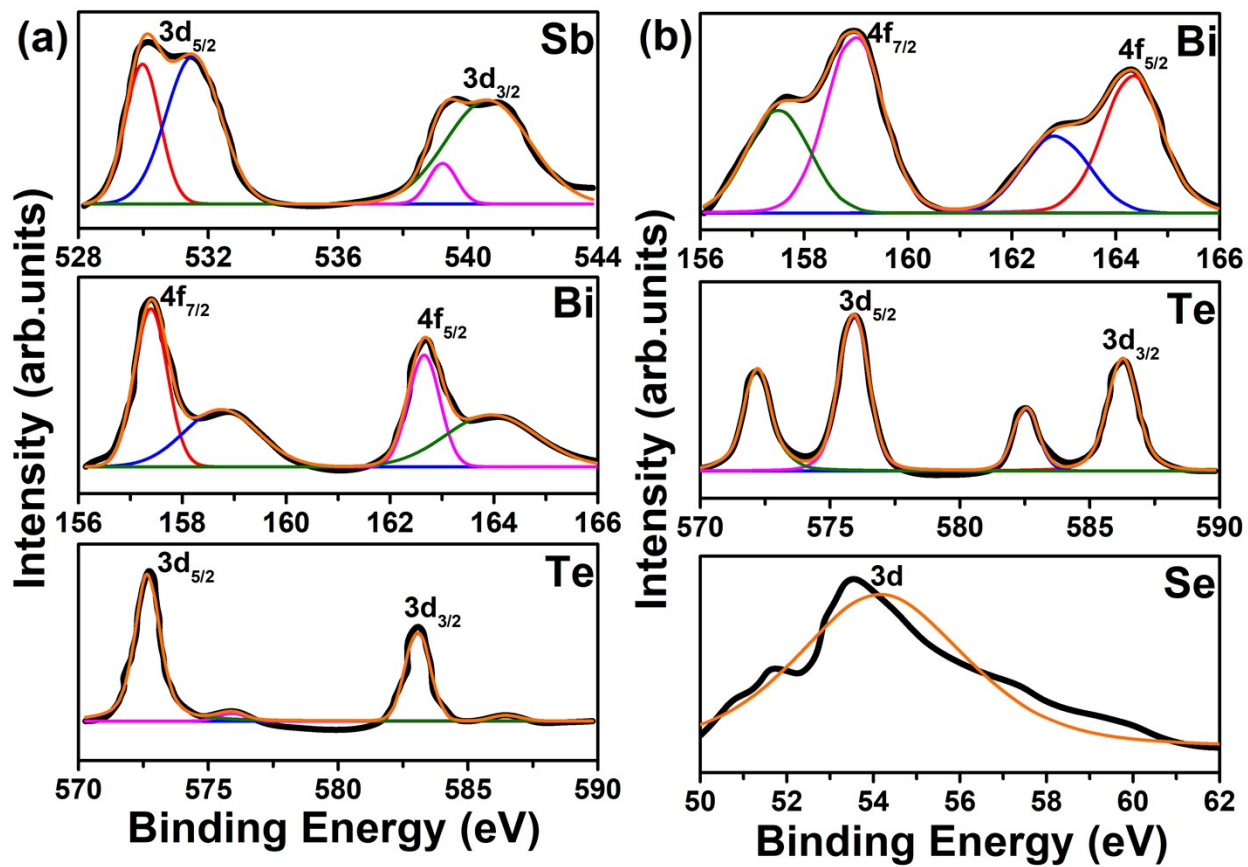 (a) Sb
3d5/2
3d3/2
528 532 536 540 544
Bi
4f7/2
4f5/2
156 158 160 162 164 166
Te
3d5/2
3d3/2
570 575 580 585 590
Intensity (arb.units)
Binding Energy (eV)
(b) Bi
4f7/2
4f5/2
156 158 160 162 164 166
Te
3d5/2
3d3/2
570 575 580 585 590
Se
3d
50 52 54 56 58 60 62
Intensity (arb.units)
Binding Energy (eV)